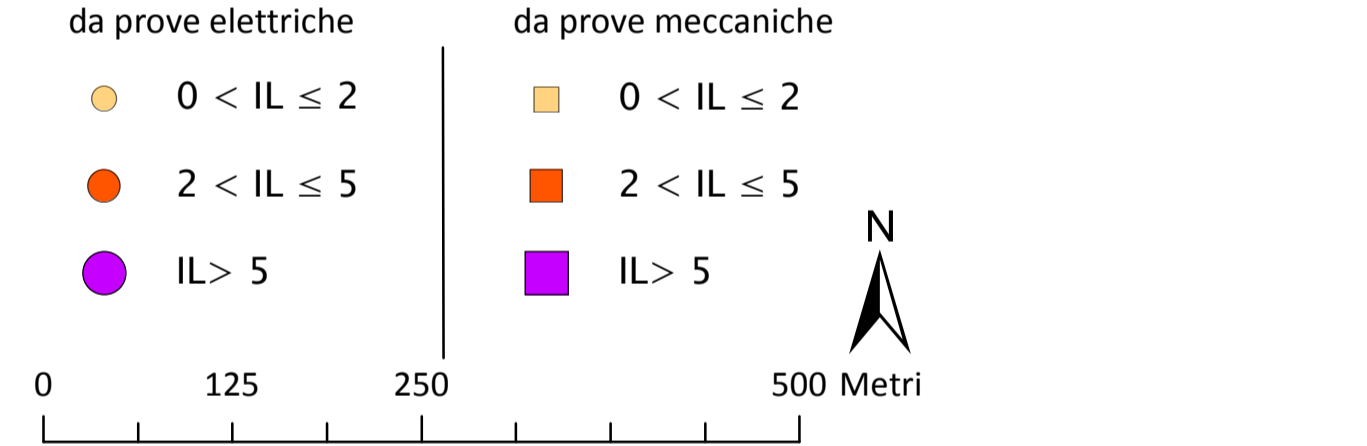 da prove elettriche
0 < IL ≤ 2
2 < IL ≤ 5
IL> 5
da prove meccaniche
0 < IL ≤ 2
2 < IL ≤ 5
IL> 5
N
0 125 250 500 Metri